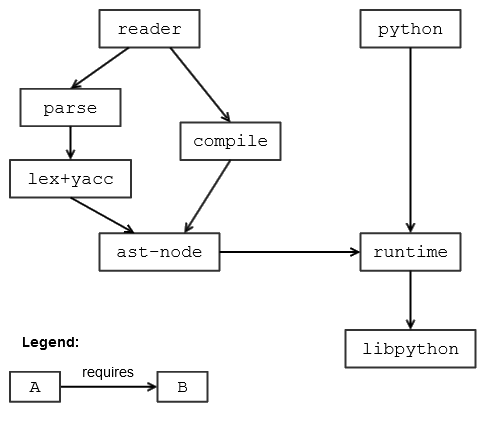 reader
python
parse
compile
lex+yacc
ast-node
runtime
libpython
Legend:
requires
A
B